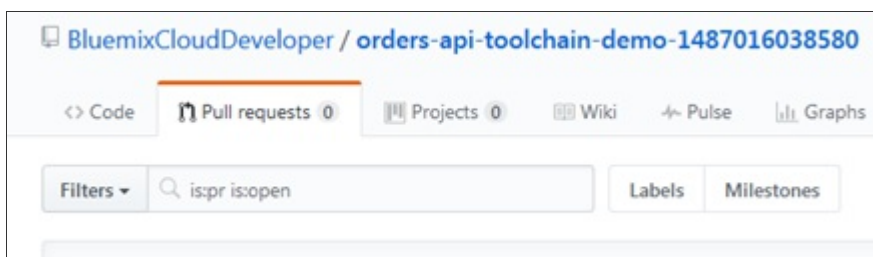 BluemixCloudDeveloper / orders-api-toolchain-demo-1487016038580
<> Code Pull requests 0 Projects 0 Wiki Pulse Graphs
Filters is:pr is:open Labels Milestones